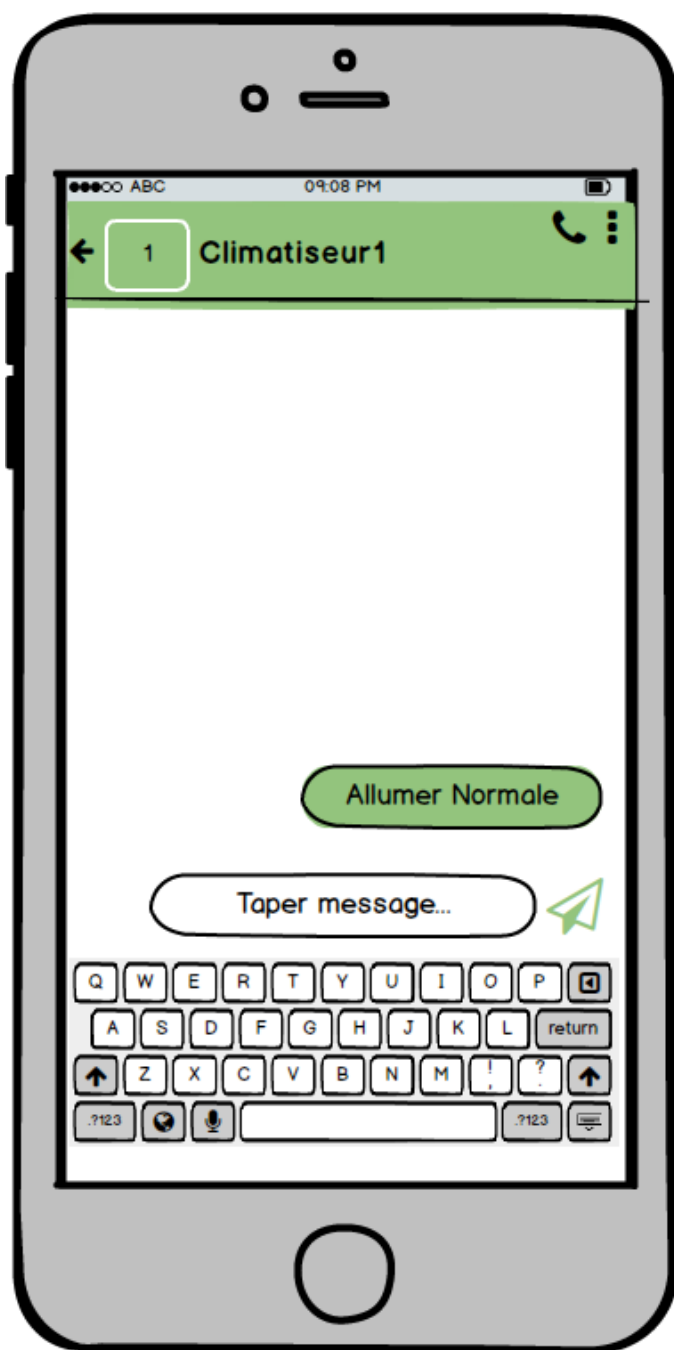 ABC 09:08 PM
1 Climatiseur1
Allumer Normale
Taper message...
Q W E R T Y U I O P
A S D F G H J K L return
Z X C V B N M ! , ? .
.?123 .?123